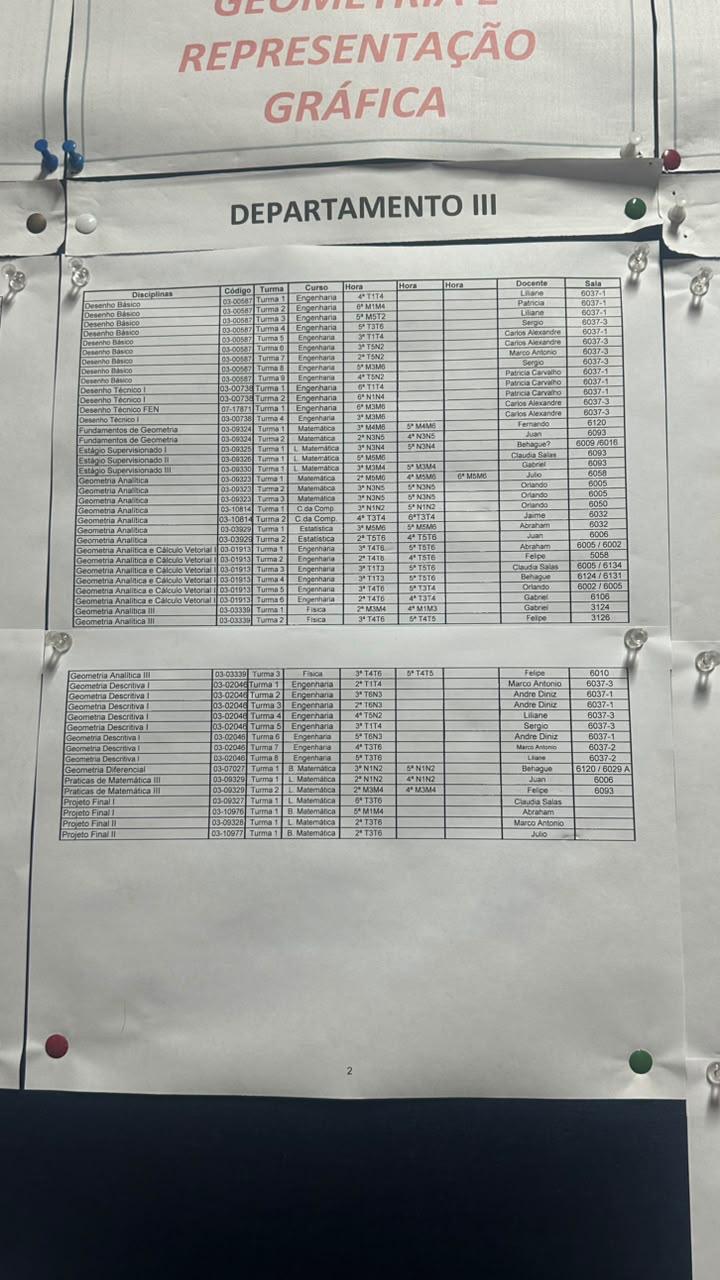 GEOMETRIA E
REPRESENTAÇÃO
GRÁFICA
DEPARTAMENTO III
Disciplinas Código Turma Curso Hora Hora Hora Docente Sala
Desenho Básico 03-00587 Turma 1 Engenharia 4ª T1T4 Liliane 6037-1
Desenho Básico 03-00587 Turma 2 Engenharia 6ª M1M4 Patricia 6037-1
Desenho Básico 03-00587 Turma 3 Engenharia 5ª M5T2 Liliane 6037-1
Desenho Básico 03-00587 Turma 4 Engenharia 5ª T3T6 Sergio 6037-3
Desenho Básico 03-00587 Turma 5 Engenharia 3ª T1T4 Carlos Alexandre 6037-1
Desenho Básico 03-00587 Turma 6 Engenharia 3ª T5N2 Carlos Alexandre 6037-3
Desenho Básico 03-00587 Turma 7 Engenharia 2ª T5N2 Marco Antonio 6037-3
Desenho Básico 03-00587 Turma 8 Engenharia 5ª M3M6 Sergio 6037-3
Desenho Básico 03-00587 Turma 9 Engenharia 4ª T5N2 Patricia Carvalho 6037-1
Desenho Técnico I 03-00738 Turma 1 Engenharia 6ª T1T4 Patricia Carvalho 6037-1
Desenho Técnico I 03-00738 Turma 2 Engenharia 6ª N1N4 Patricia Carvalho 6037-1
Desenho Técnico FEN 07-17871 Turma 1 Engenharia 6ª M3M6 Carlos Alexandre 6037-3
Desenho Técnico I 03-00738 Turma 4 Engenharia 3ª M3M6 Carlos Alexandre 6037-3
Fundamentos de Geometria 03-09324 Turma 1 Matemática 3ª M4M6 5ª M4M6 Fernando 6120
Fundamentos de Geometria 03-09324 Turma 2 Matemática 2ª N3N5 4ª N3N5 Juan 6093
Estágio Supervisionado I 03-09325 Turma 1 L. Matemática 3ª N3N4 5ª N3N4 Behague? 6009 /6016
Estágio Supervisionado II 03-09326 Turma 1 L. Matemática 5ª M5M6 Claudia Salas 6093
Estágio Supervisionado III 03-09330 Turma 1 L. Matemática 3ª M3M4 5ª M3M4 Gabriel 6093
Geometria Analítica 03-09323 Turma 1 Matemática 2ª M5M6 4ª M5M6 6ª M5M6 Julio 6058
Geometria Analítica 03-09323 Turma 2 Matemática 3ª N3N5 5ª N3N5 Orlando 6005
Geometria Analítica 03-09323 Turma 3 Matemática 3ª N3N5 5ª N3N5 Orlando 6005
Geometria Analítica 03-10814 Turma 1 C.da Comp. 3ª N1N2 5ª N1N2 Orlando 6050
Geometria Analítica 03-10814 Turma 2 C.da Comp. 4ª T3T4 6ªT3T4 Jaime 6032
Geometria Analítica 03-03929 Turma 1 Estatística 3ª M5M6 5ª M5M6 Abraham 6032
Geometria Analítica 03-03929 Turma 2 Estatística 2ª T5T6 4ª T5T6 Juan 6006
Geometria Analítica e Cálculo Vetorial I 03-01913 Turma 1 Engenharia 3ª T4T6 5ª T5T6 Abraham 6005 / 6002
Geometria Analítica e Cálculo Vetorial I 03-01913 Turma 2 Engenharia 2ª T4T6 4ª T5T6 Felipe 5058
Geometria Analítica e Cálculo Vetorial I 03-01913 Turma 3 Engenharia 3ª T1T3 5ª T5T6 Claudia Salas 6005 / 6134
Geometria Analítica e Cálculo Vetorial I 03-01913 Turma 4 Engenharia 3ª T1T3 5ª T5T6 Behague 6124 / 6131
Geometria Analítica e Cálculo Vetorial I 03-01913 Turma 5 Engenharia 3ª T4T6 5ª T3T4 Orlando 6002 / 6005
Geometria Analítica e Cálculo Vetorial I 03-01913 Turma 6 Engenharia 2ª T4T6 4ª T3T4 Gabriel 6106
Geometria Analítica III 03-03339 Turma 1 Física 2ª M3M4 4ª M1M3 Gabriel 3124
Geometria Analítica III 03-03339 Turma 2 Física 3ª T4T6 5ª T4T5 Felipe 3126
Geometria Analítica III 03-03339 Turma 3 Física 3ª T4T6 5ª T4T5 Felipe 6010
Geometria Descritiva I 03-02046 Turma 1 Engenharia 2ª T1T4 Marco Antonio 6037-3
Geometria Descritiva I 03-02046 Turma 2 Engenharia 3ª T6N3 Andre Diniz 6037-1
Geometria Descritiva I 03-02046 Turma 3 Engenharia 2ª T6N3 Andre Diniz 6037-1
Geometria Descritiva I 03-02046 Turma 4 Engenharia 4ª T5N2 Liliane 6037-3
Geometria Descritiva I 03-02046 Turma 5 Engenharia 3ª T1T4 Sergio 6037-3
Geometria Descritiva I 03-02046 Turma 6 Engenharia 5ª T6N3 Andre Diniz 6037-1
Geometria Descritiva I 03-02046 Turma 7 Engenharia 4ª T3T6 Marco Antonio 6037-2
Geometria Descritiva I 03-02046 Turma 8 Engenharia 5ª T3T6 Liliane 6037-2
Geometria Diferencial 03-07027 Turma 1 B. Matemática 3ª N1N2 5ª N1N2 Behague 6120 / 6029 A
Praticas de Matemática III 03-09329 Turma 1 L. Matemática 2ª N1N2 4ª N1N2 Juan 6006
Praticas de Matemática III 03-09329 Turma 2 L. Matemática 2ª M3M4 4ª M3M4 Felipe 6093
Projeto Final I 03-09327 Turma 1 L. Matemática 6ª T3T6 Claudia Salas
Projeto Final I 03-10976 Turma 1 B. Matemática 5ª M1M4 Abraham
Projeto Final II 03-09328 Turma 1 L. Matemática 2ª T3T6 Marco Antonio
Projeto Final II 03-10977 Turma 1 B. Matemática 2ª T3T6 Julio
2